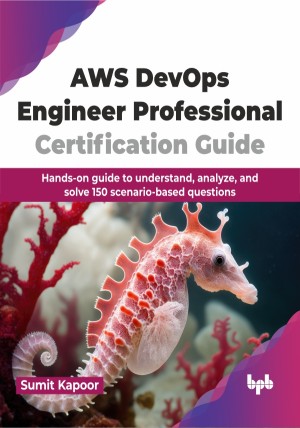 AWS DevOps
Engineer Professional
Certification Guide
Hands-on guide to understand, analyze, and
solve 150 scenario-based questions
Sumit Kapoor
bpb